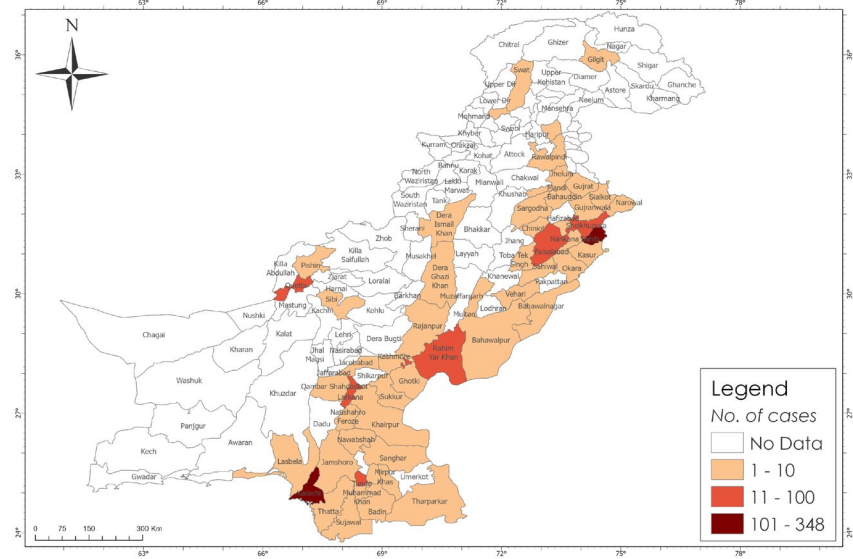 63°
66°
69°
72°
75°
78°
N
36°
33°
30°
27°
24°
Hunza
Chitral
Ghizer
Nagar
Gilgit
Shigar
Swat
Upper
Kohistan
Diamer
Upper Dir
Astore
Skardu
Ghanche
Kharmang
Lower Dir
Neelum
Mansehra
Mohmand
Swabi
Haripur
Khyber
Kurram
Orakzai
Kohat
Attock
Rawalpindi
Bannu
Karak
North
Waziristan
Lakki
Marwat
Mianwali
Chakwal
Jhelum
South
Waziristan
Tank
Khushab
Mandi
Bahauddin
Gujrat
Sialkot
Narowal
Sargodha
Gujranwala
Hafizabad
Sherani
Dera
Ismail
Khan
Bhakkar
Chiniot
Zhob
Jhang
Faisalabad
Kasur
Killa
Saifullah
Musakhel
Layyah
Toba Tek
Singh
Sahiwal
Okara
Killa
Abdullah
Pishin
Dera
Ghazi
Khan
Khanewal
Pakpattan
Ziarat
Loralai
Quetta
Harnai
Barkhan
Muzaffargarh
Vehari
Mastung
Sibi
Lodhran
Bahawalnagar
Kachhi
Kohlu
Multan
Nushki
Rajanpur
Bahawalpur
Chagai
Kalat
Lehri
Dera Bugti
Kharan
Jhal
Magsi
Nasirabad
Rahim
Yar Khan
Kashmore
Jacobabad
Jaffarabad
Shikarpur
Washuk
Khuzdar
Qambar Shahdadkot
Ghotki
Larkana
Sukkur
Panjgur
Naushahro
Feroze
Khairpur
Dadu
Awaran
Nawabshah
Kech
Gwadar
Lasbela
Jamshoro
Sanghar
Mirpur
Khas
Umerkot
Karachi
Tando
Muhammad
Khan
Tharparkar
Thatta
Badin
Sujawal
Legend
No. of cases
No Data
1 - 10
11 - 100
101 - 348
0 75 150 300 Km